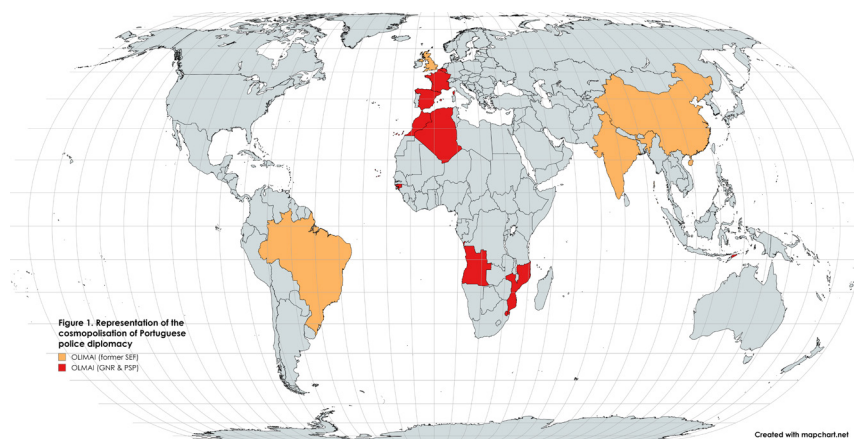 Figure 1. Representation of the
cosmopolisation of Portuguese
police diplomacy
OLIMAI (former SEF)
OLMAI (GNR & PSP)
Created with mapchart.net